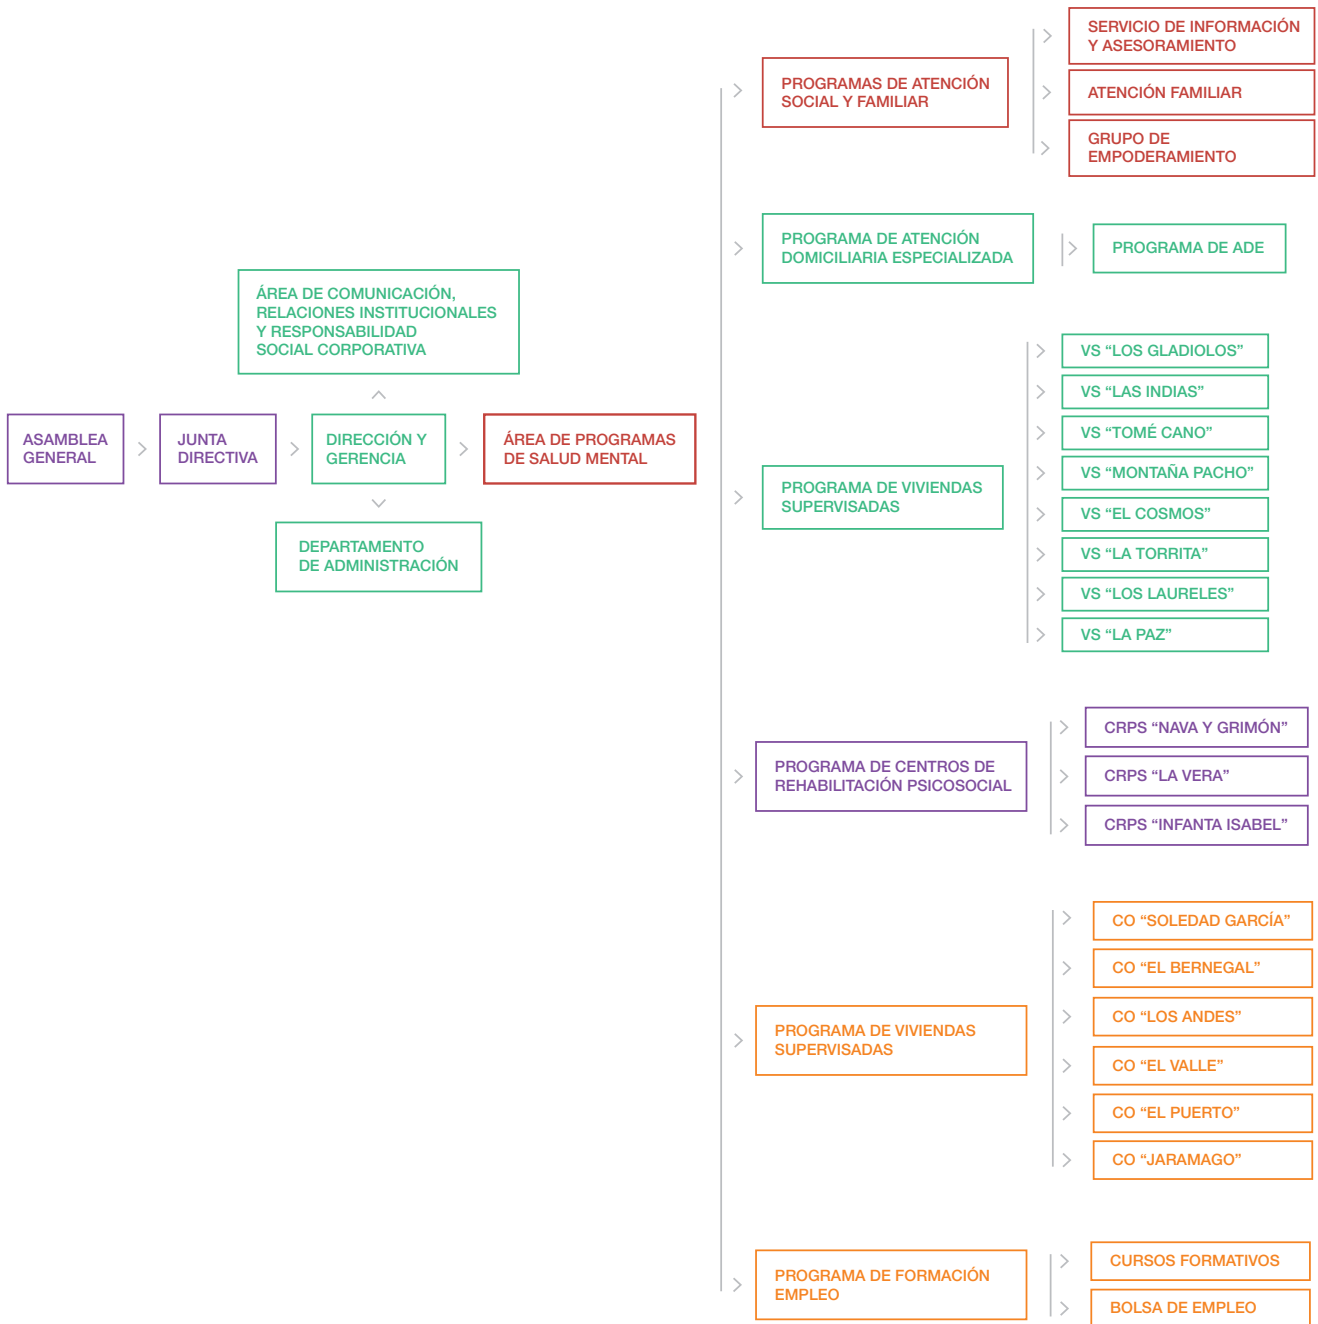 ASAMBLEA
GENERAL
JUNTA
DIRECTIVA
DIRECCIÓN Y
GERENCIA
ÁREA DE COMUNICACIÓN,
RELACIONES INSTITUCIONALES
Y RESPONSABILIDAD
SOCIAL CORPORATIVA
DEPARTAMENTO
DE ADMINISTRACIÓN
ÁREA DE PROGRAMAS
DE SALUD MENTAL
PROGRAMAS DE ATENCIÓN
SOCIAL Y FAMILIAR
SERVICIO DE INFORMACIÓN
Y ASESORAMIENTO
ATENCIÓN FAMILIAR
GRUPO DE
EMPODERAMIENTO
PROGRAMA DE ATENCIÓN
DOMICILIARIA ESPECIALIZADA
PROGRAMA DE ADE
PROGRAMA DE VIVIENDAS
SUPERVISADAS
VS “LOS GLADIOLOS”
VS “LAS INDIAS”
VS “TOMÉ CANO”
VS “MONTAÑA PACHO”
VS “EL COSMOS”
VS “LA TORRITA”
VS “LOS LAURELES”
VS “LA PAZ”
PROGRAMA DE CENTROS DE
REHABILITACIÓN PSICOSOCIAL
CRPS “NAVA Y GRIMÓN”
CRPS “LA VERA”
CRPS “INFANTA ISABEL”
PROGRAMA DE VIVIENDAS
SUPERVISADAS
CO “SOLEDAD GARCÍA”
CO “EL BERNEGAL”
CO “LOS ANDES”
CO “EL VALLE”
CO “EL PUERTO”
CO “JARAMAGO”
PROGRAMA DE FORMACIÓN
EMPLEO
CURSOS FORMATIVOS
BOLSA DE EMPLEO